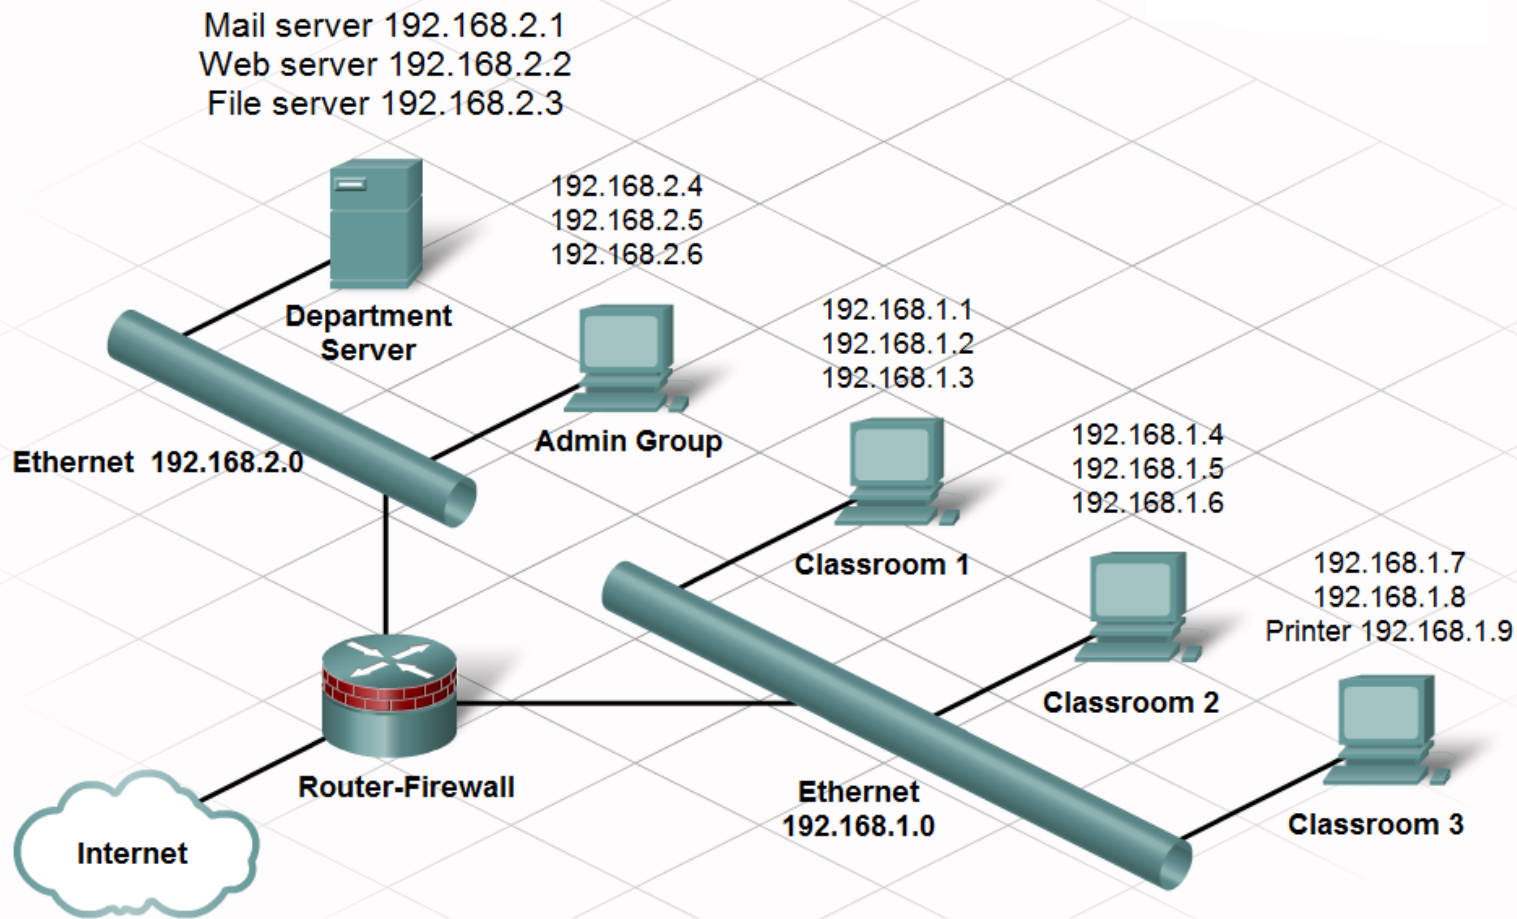 Mail server 192.168.2.1
Web server 192.168.2.2
File server 192.168.2.3
192.168.2.4
192.168.2.5
192.168.2.6
Department
Server
192.168.1.1
192.168.1.2
192.168.1.3
Admin Group
Ethernet 192.168.2.0
192.168.1.4
192.168.1.5
192.168.1.6
Classroom 1
192.168.1.7
192.168.1.8
Printer 192.168.1.9
Classroom 2
Router-Firewall
Ethernet
192.168.1.0
Classroom 3
Internet